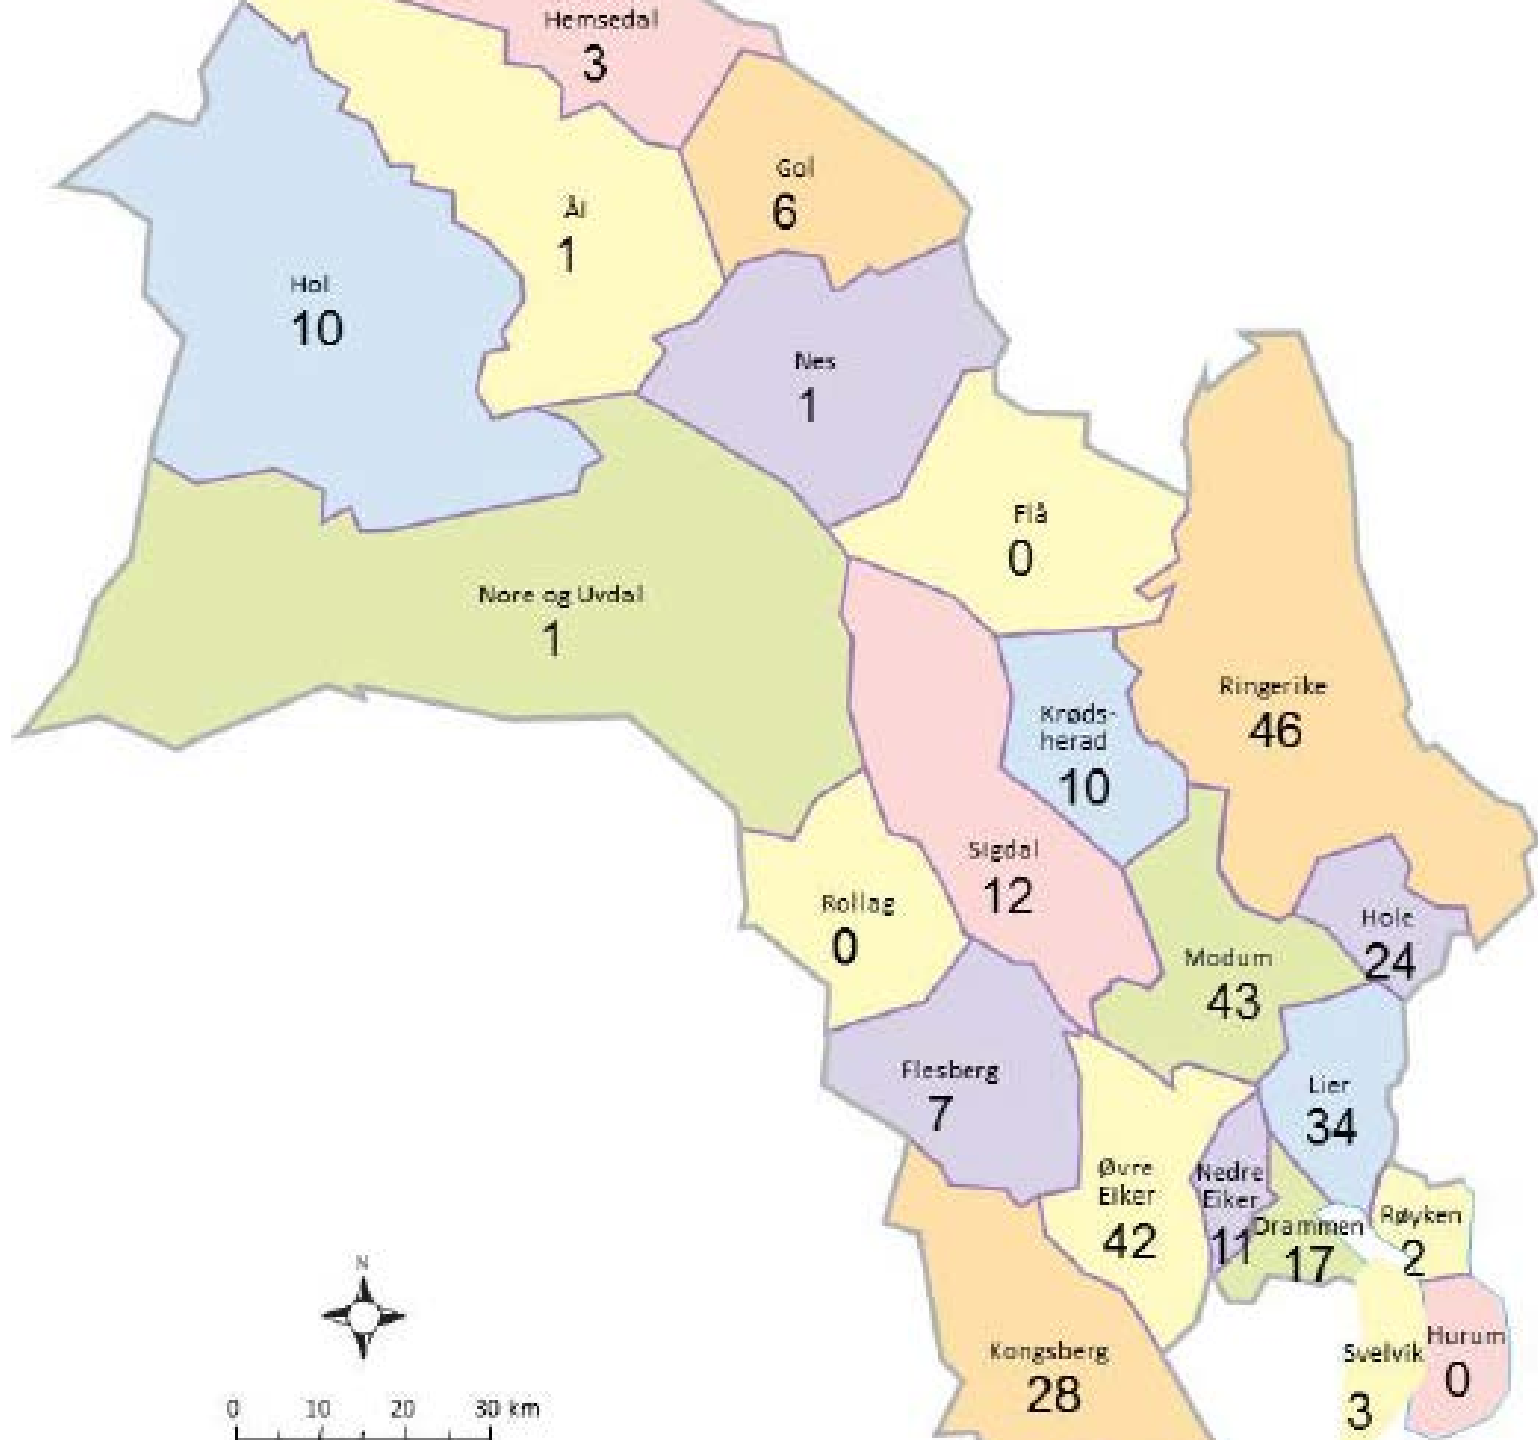 Hemsedal
3
Gol
6
Ål
1
Hol
10
Nes
1
Flå
0
Nore og Uvdal
1
Ringerike
46
Krøds-
herad
10
Sigdal
12
Rollag
0
Hole
24
Modum
43
Flesberg
7
Lier
34
Øvre
Eiker
42
Nedre
Eiker
11
Drammen
17
Røyken
2
Kongsberg
28
Svelvik
3
Hurum
0
N
0 10 20 30 km